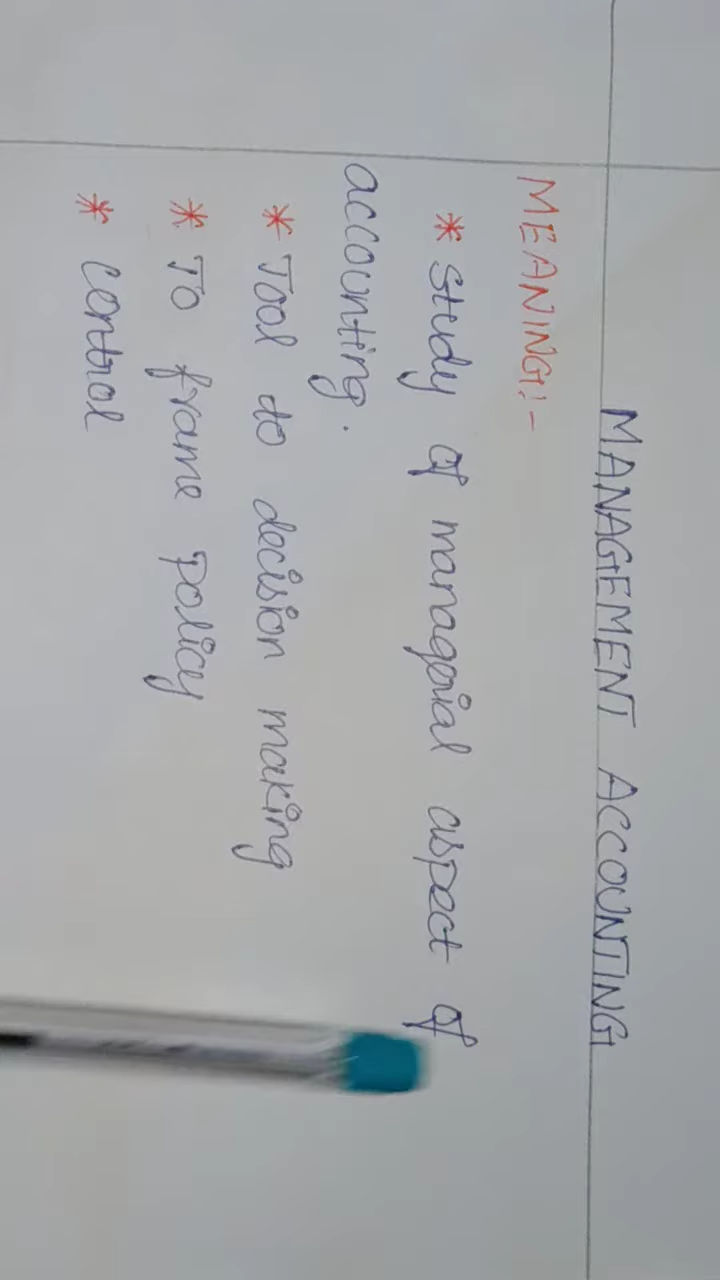 MANAGEMENT ACCOUNTING
MEANING:-
* Study of managerial aspect of
accounting.
* Tool to decision making
* To frame policy
* control